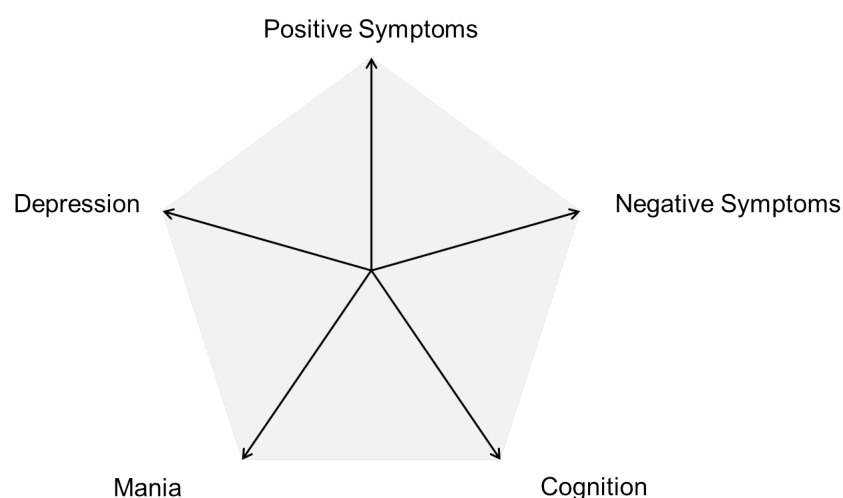 Positive Symptoms
Depression
Negative Symptoms
Mania
Cognition